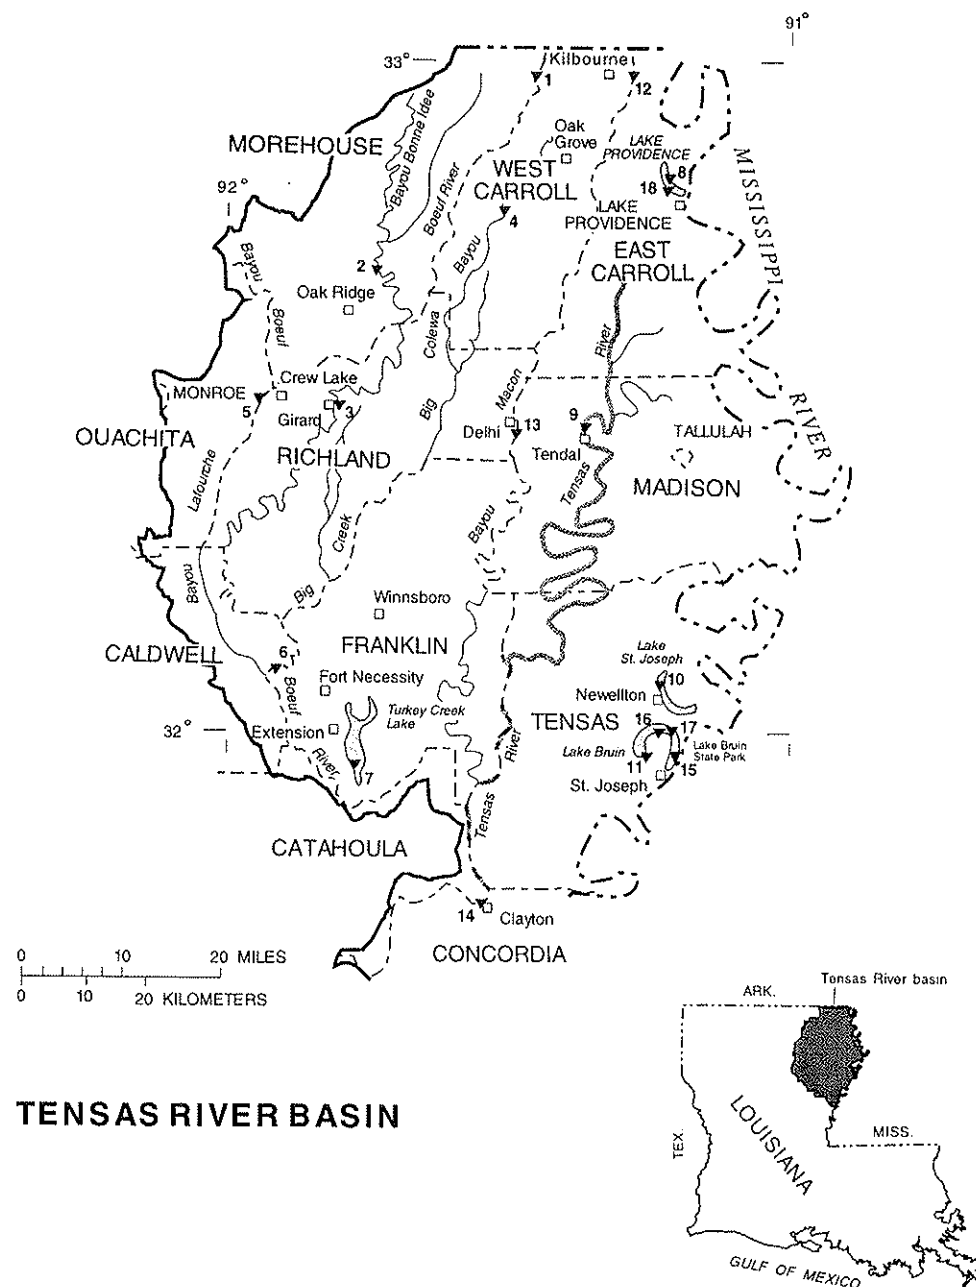 91°
33°
Kilbourne
1
12
Bayou Bonne Idee
Oak
Grove
MOREHOUSE
LAKE
PROVIDENCE
8
18
MISSISSIPPI
WEST
CARROLL
Boeuf River
92°
4
LAKE
PROVIDENCE
Bayou
EAST
CARROLL
Bayou
2
Oak Ridge
Boeuf
Colewa
River
Crew Lake
MONROE
5
Girard
3
Big
Macon
RIVER
9
Delhi
13
TALLULAH
OUACHITA
RICHLAND
Tendal
Lafourche
Tensas
MADISON
Creek
Bayou
Bayou
Big
Winnsboro
FRANKLIN
CALDWELL
6
Lake
St. Joseph
10
Boeuf
Fort Necessity
Newellton
Turkey Creek
Lake
TENSAS
16
17
32°
Extension
River
Lake Bruin
Lake Bruin
State Park
River
7
11
15
St. Joseph
Tensas
CATAHOULA
14
Clayton
CONCORDIA
0 10 20 MILES
0 10 20 KILOMETERS
Tensas River basin
ARK.
TENSAS RIVER BASIN
LOUISIANA
TEX.
MISS.
GULF OF MEXICO